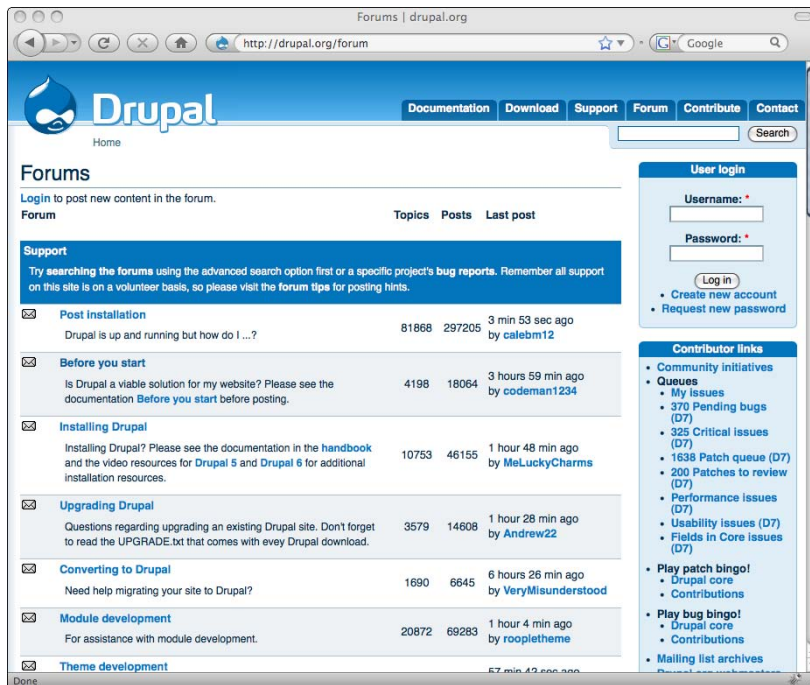 Forums | drupal.org
http://drupal.org/forum
Google
Drupal
Documentation Download Support Forum Contribute Contact
Home
Search
Forums
Login to post new content in the forum.
Forum Topics Posts Last post
Support
Try searching the forums using the advanced search option first or a specific project's bug reports. Remember all support
on this site is on a volunteer basis, so please visit the forum tips for posting
hints.
Post installation
Drupal is up and running but how do I ...?
81868 297205 3 min 53 sec ago
by calebm12
Before you start
Is Drupal a viable solution for my website? Please see the
documentation Before you start before posting.
4198 18064 3 hours 59 min ago
by codeman1234
Installing Drupal
Installing Drupal? Please see the documentation in the handbook
and the video resources for Drupal 5 and Drupal 6 for additional
installation resources.
10753 46155 1 hour 48 min ago
by MeLuckyCharms
Upgrading Drupal
Questions regarding upgrading an existing Drupal site. Don't forget
to read the UPGRADE.txt that comes with evey Drupal download.
3579 14608 1 hour 28 min ago
by Andrew22
Converting to Drupal
Need help migrating your site to Drupal?
1690 6645 6 hours 26 min ago
by VeryMisunderstood
Module development
For assistance with module development.
20872 69283 1 hour 4 min ago
by roopletheme
Theme development
57 min 42 sec ago
User login
Username: *
Password: *
Log in
Create new account
Request new password
Contributor links
Community initiatives
Queues
My issues
370 Pending bugs
(D7)
325 Critical issues
(D7)
1638 Patch queue (D7)
200 Patches to review
(D7)
Performance issues
(D7)
Usability issues (D7)
Fields in Core issues
(D7)
Play patch bingo!
Drupal core
Contributions
Play bug bingo!
Drupal core
Contributions
Mailing list archives
Drupal.org webmasters
Done